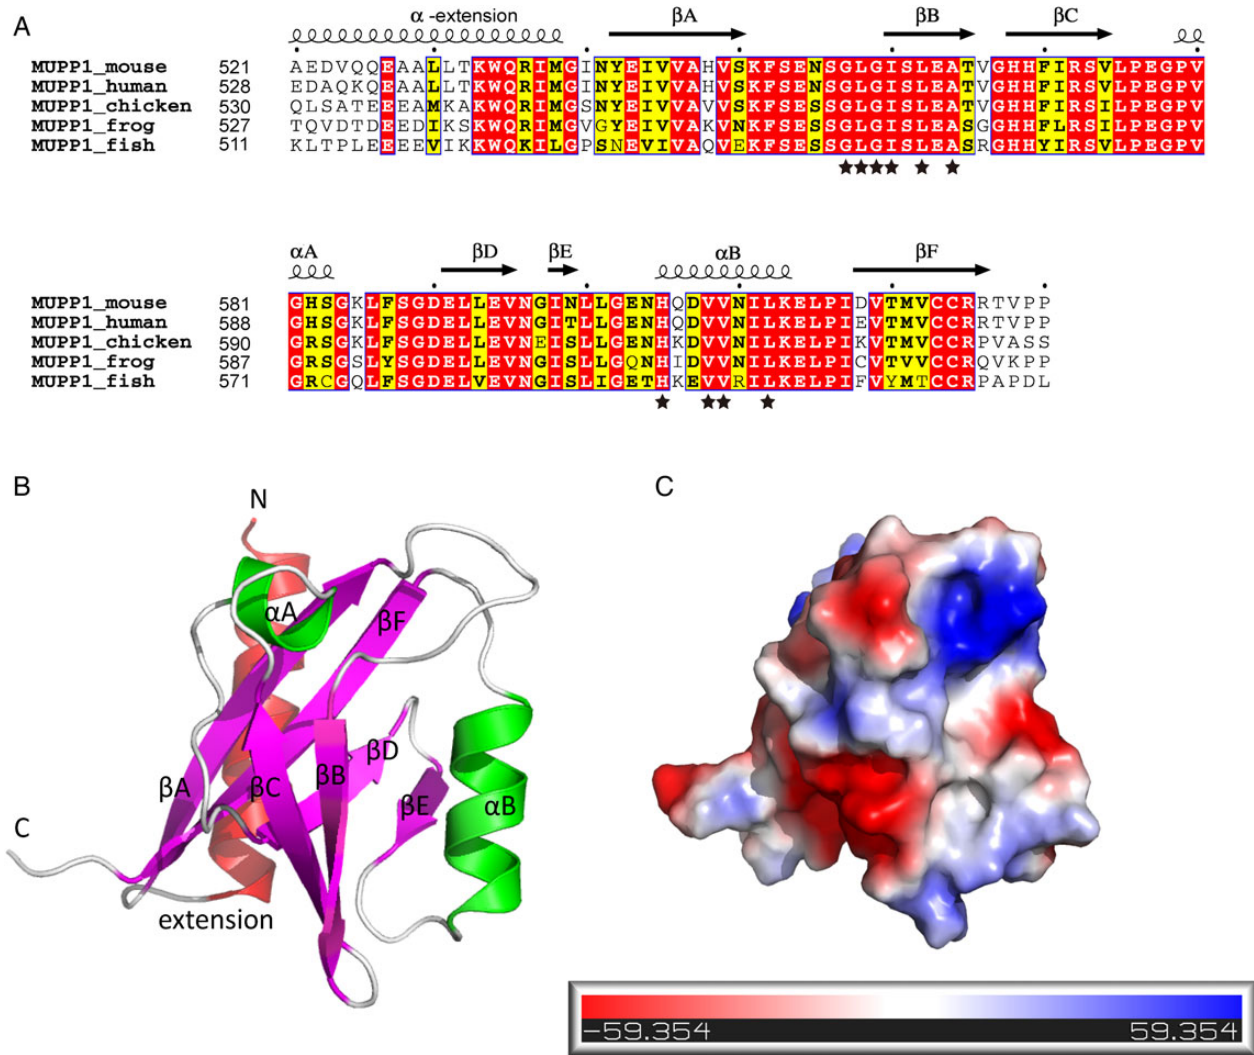 A
α -extension βA βB βC
MUPP1_mouse 521 AEDVQQEAALLTKWQRIMGINYEIVVAHVSKFSENSGLGISLEATVGHHFIRSVLPEGPV
MUPP1_human 528 EDAQKQEAALLTKWQRIMGINYEIVVAHVSKFSENSGLGISLEATVGHHFIRSVLPEGPV
MUPP1_chicken 530 QLSATEEEAMKAKWQRIMGSNYEIVVAVVSKFSENSGLGISLEATVGHHFIRSILPEGPV
MUPP1_frog 527 TQVDTDEEDIKSKWQRIMGVGYEIVVAKVNKFSESSGLGISLEASGGHHFLRSILPEGPV
MUPP1_fish 511 KLTPLEEEEVIKKWQKILGPSNEVIVAQVEKFSESSGLGISLEASRGHHYIRSVLPEGPV
αA βD βE αB βF
MUPP1_mouse 581 GHSGKLFSGDELLEVNGINLLGENHQDVVNILKELPIDVTMVCCRRTVPP
MUPP1_human 588 GHSGKLFSGDELLEVNGITLLGENHQDVVNILKELPIEVTMVCCRRTVPP
MUPP1_chicken 590 GRSGKLFSGDELLEVNEISLLGENHKDVVNILKELPIKVTMVCCRPVASS
MUPP1_frog 587 GRSGSLYSGDELLEVNGISLLGQNHIDVVNILKELPICVTVVCCRQVKPP
MUPP1_fish 571 GRCGQLFSGDELVEVNGISLIGETHKEVVRILKELPIFVYMTCCRPAPDL
B
N
αA
βF
βD
βA βC βB
βE αB
C
extension
C
-59.354 59.354